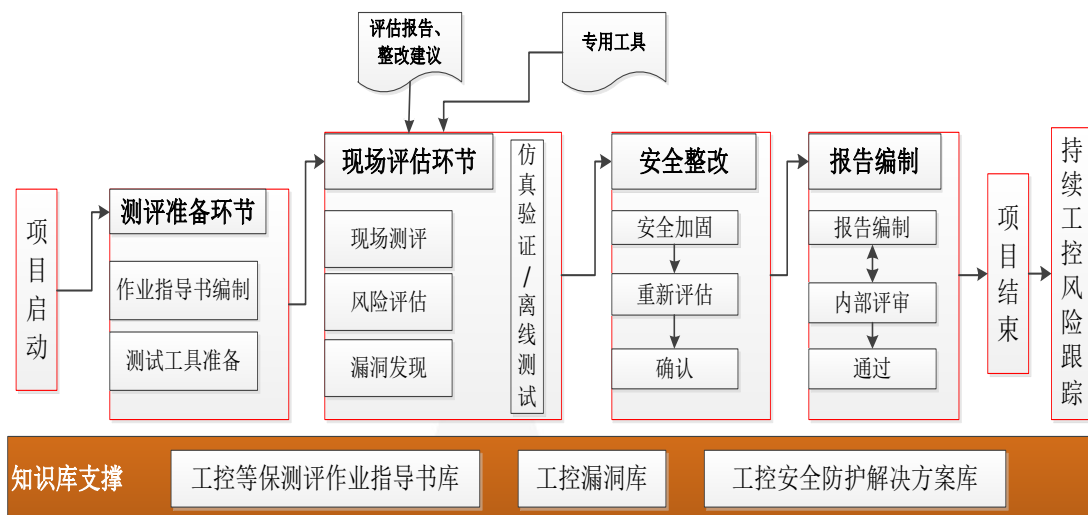 评估报告、
整改建议
专用工具
项目启动
测评准备环节
作业指导书编制
测试工具准备
现场评估环节
现场测评
风险评估
漏洞发现
仿真验证/离线测试
安全整改
安全加固
重新评估
确认
报告编制
报告编制
内部评审
通过
项目结束
持续工控风险跟踪
知识库支撑
工控等保测评作业指导书库
工控漏洞库
工控安全防护解决方案库